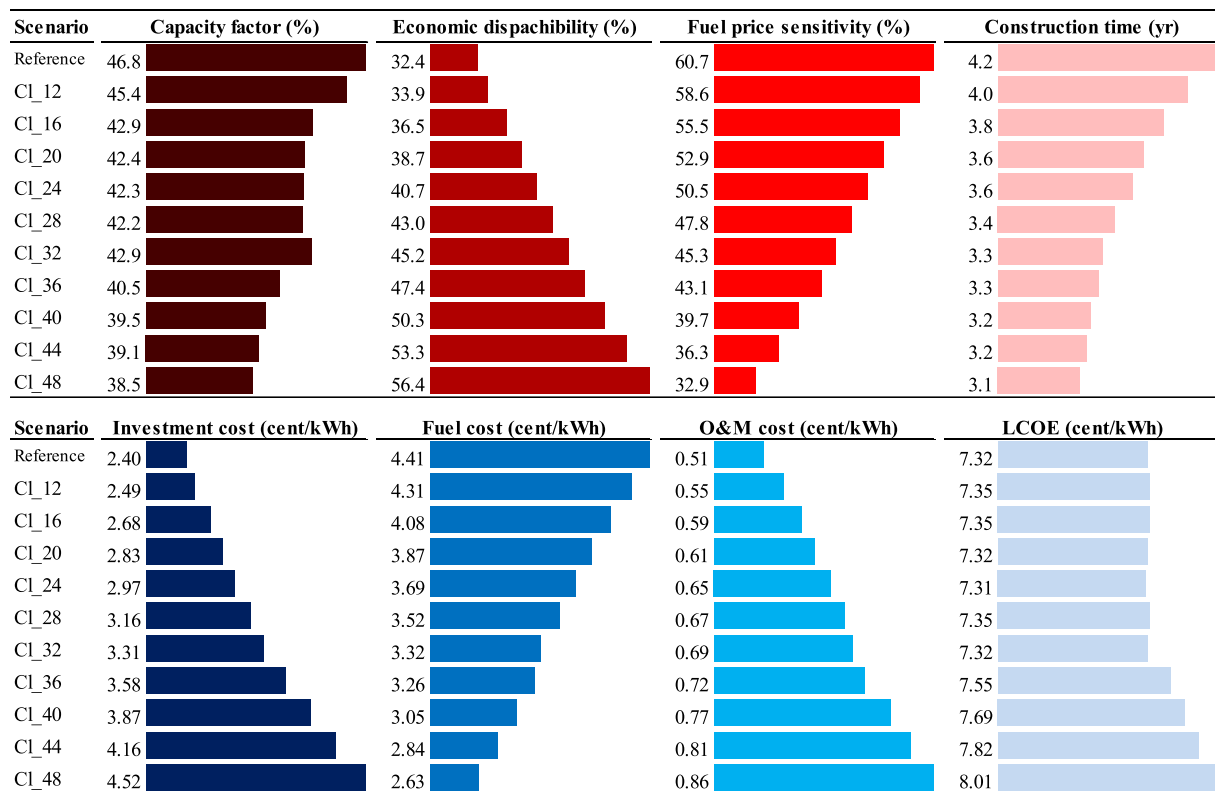 Scenario Capacity factor (%) Economic dispachibility (%) Fuel price sensitivity (%) Construction time (yr)
Reference 46.8 32.4 60.7 4.2
Cl_12 45.4 33.9 58.6 4.0
Cl_16 42.9 36.5 55.5 3.8
Cl_20 42.4 38.7 52.9 3.6
Cl_24 42.3 40.7 50.5 3.6
Cl_28 42.2 43.0 47.8 3.4
Cl_32 42.9 45.2 45.3 3.3
Cl_36 40.5 47.4 43.1 3.3
Cl_40 39.5 50.3 39.7 3.2
Cl_44 39.1 53.3 36.3 3.2
Cl_48 38.5 56.4 32.9 3.1
Scenario Investment cost (cent/kWh) Fuel cost (cent/kWh) O&M cost (cent/kWh) LCOE (cent/kWh)
Reference 2.40 4.41 0.51 7.32
Cl_12 2.49 4.31 0.55 7.35
Cl_16 2.68 4.08 0.59 7.35
Cl_20 2.83 3.87 0.61 7.32
Cl_24 2.97 3.69 0.65 7.31
Cl_28 3.16 3.52 0.67 7.35
Cl_32 3.31 3.32 0.69 7.32
Cl_36 3.58 3.26 0.72 7.55
Cl_40 3.87 3.05 0.77 7.69
Cl_44 4.16 2.84 0.81 7.82
Cl_48 4.52 2.63 0.86 8.01